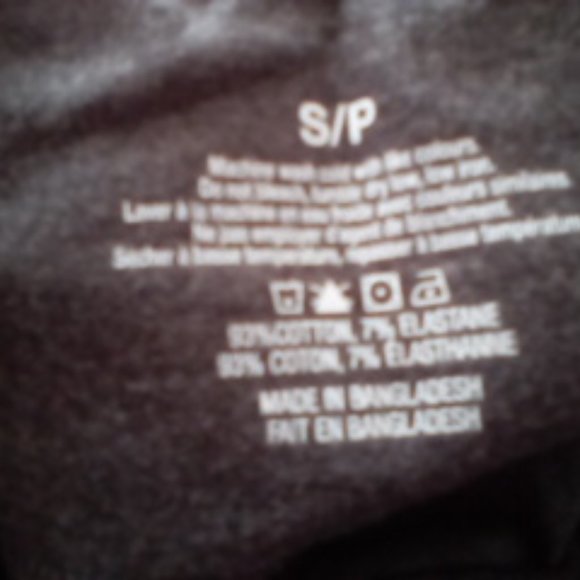 S/P
Machine wash cold with like colours.
Do not bleach, tumble dry low, low iron.
Laver à la machine en eau froide avec couleurs similaires.
Ne pas employer d'agent de blanchiment.
Sécher à basse température, repasser à basse température
93% COTTON, 7% ELASTANE
93% COTON, 7% ÉLASTHANNE
MADE IN BANGLADESH
FAIT EN BANGLADESH